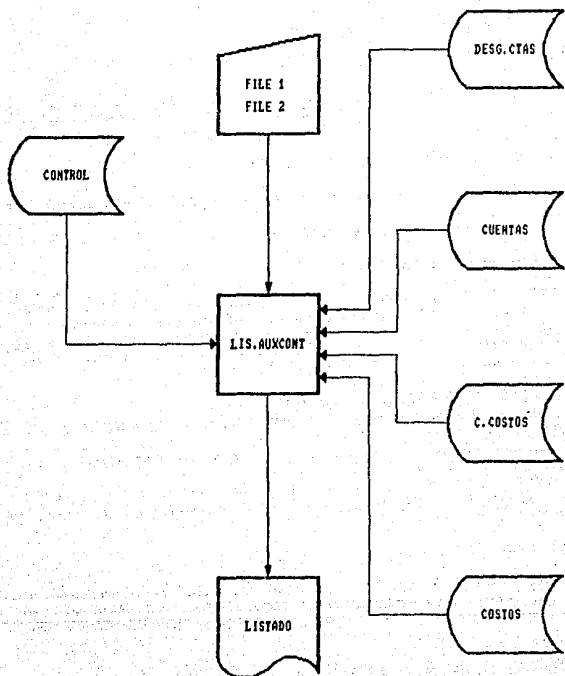 DESG.CTAS
FILE 1
FILE 2
CONTROL
CUENTAS
LIS.AUXCONT
C.COSTOS
LISTADO
COSTOS